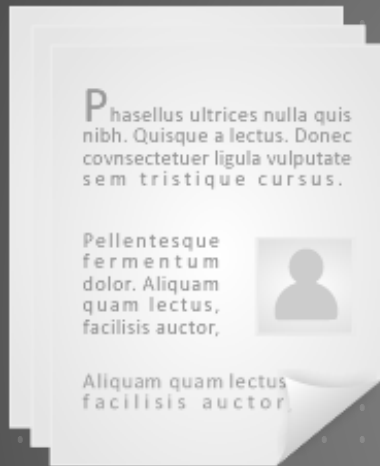 Phasellus ultrices nulla quis
nibh. Quisque a lectus. Donec
covnsectetuer ligula vulputate
sem tristique cursus.
Pellentesque
fermentum
dolor. Aliquam
quam lectus,
facilisis auctor,
Aliquam quam lectus
facilisis auctor